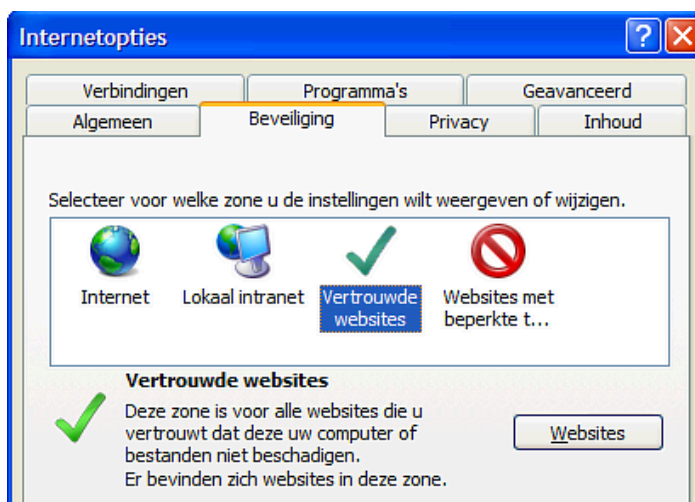 Internetopties
Verbindingen Programma's Geavanceerd
Algemeen Beveiliging Privacy Inhoud
Selecteer voor welke zone u de instellingen wilt weergeven of wijzigen.
Internet Lokaal intranet Vertrouwde websites Websites met beperkte t...
Vertrouwde websites
Deze zone is voor alle websites die u
vertrouwt dat deze uw computer of
bestanden niet beschadigen.
Er bevinden zich websites in deze zone.
Websites